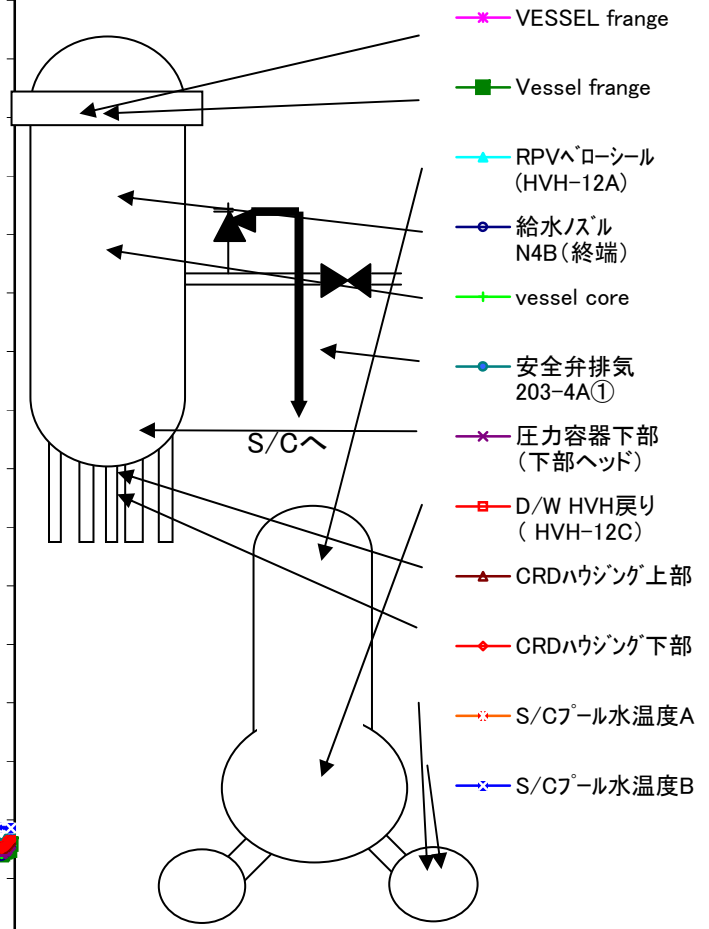 VESSEL frange
Vessel frange
RPVベローシール
(HVH-12A)
給水ノズル
N4B(終端)
vessel core
安全弁排気
203-4A①
圧力容器下部
(下部ヘッド)
D/W HVH戻り
( HVH-12C)
CRDハウジング上部
CRDハウジング下部
S/Cプール水温度A
S/Cプール水温度B
S/Cへ